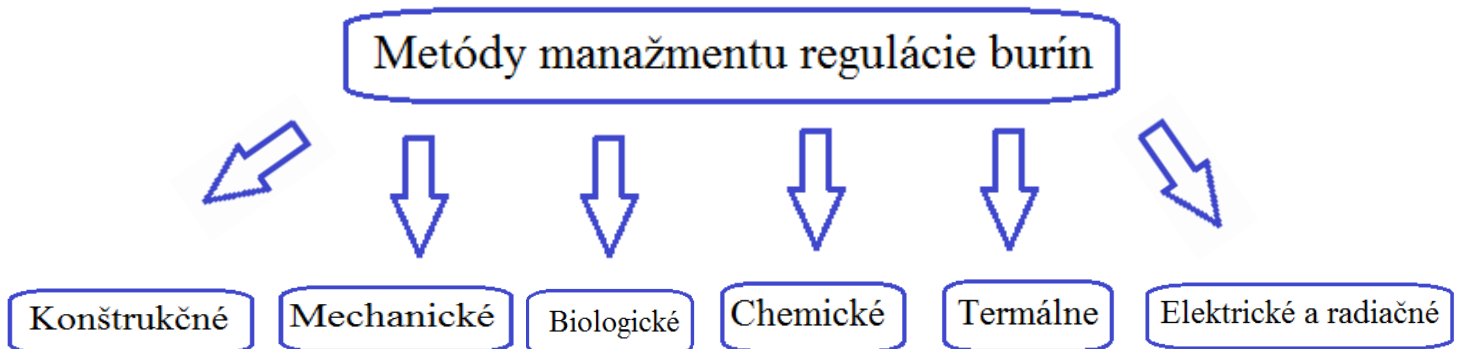 Metódy manažmentu regulácie burín
Konštrukčné
Mechanické
Biologické
Chemické
Termálne
Elektrické a radiačné